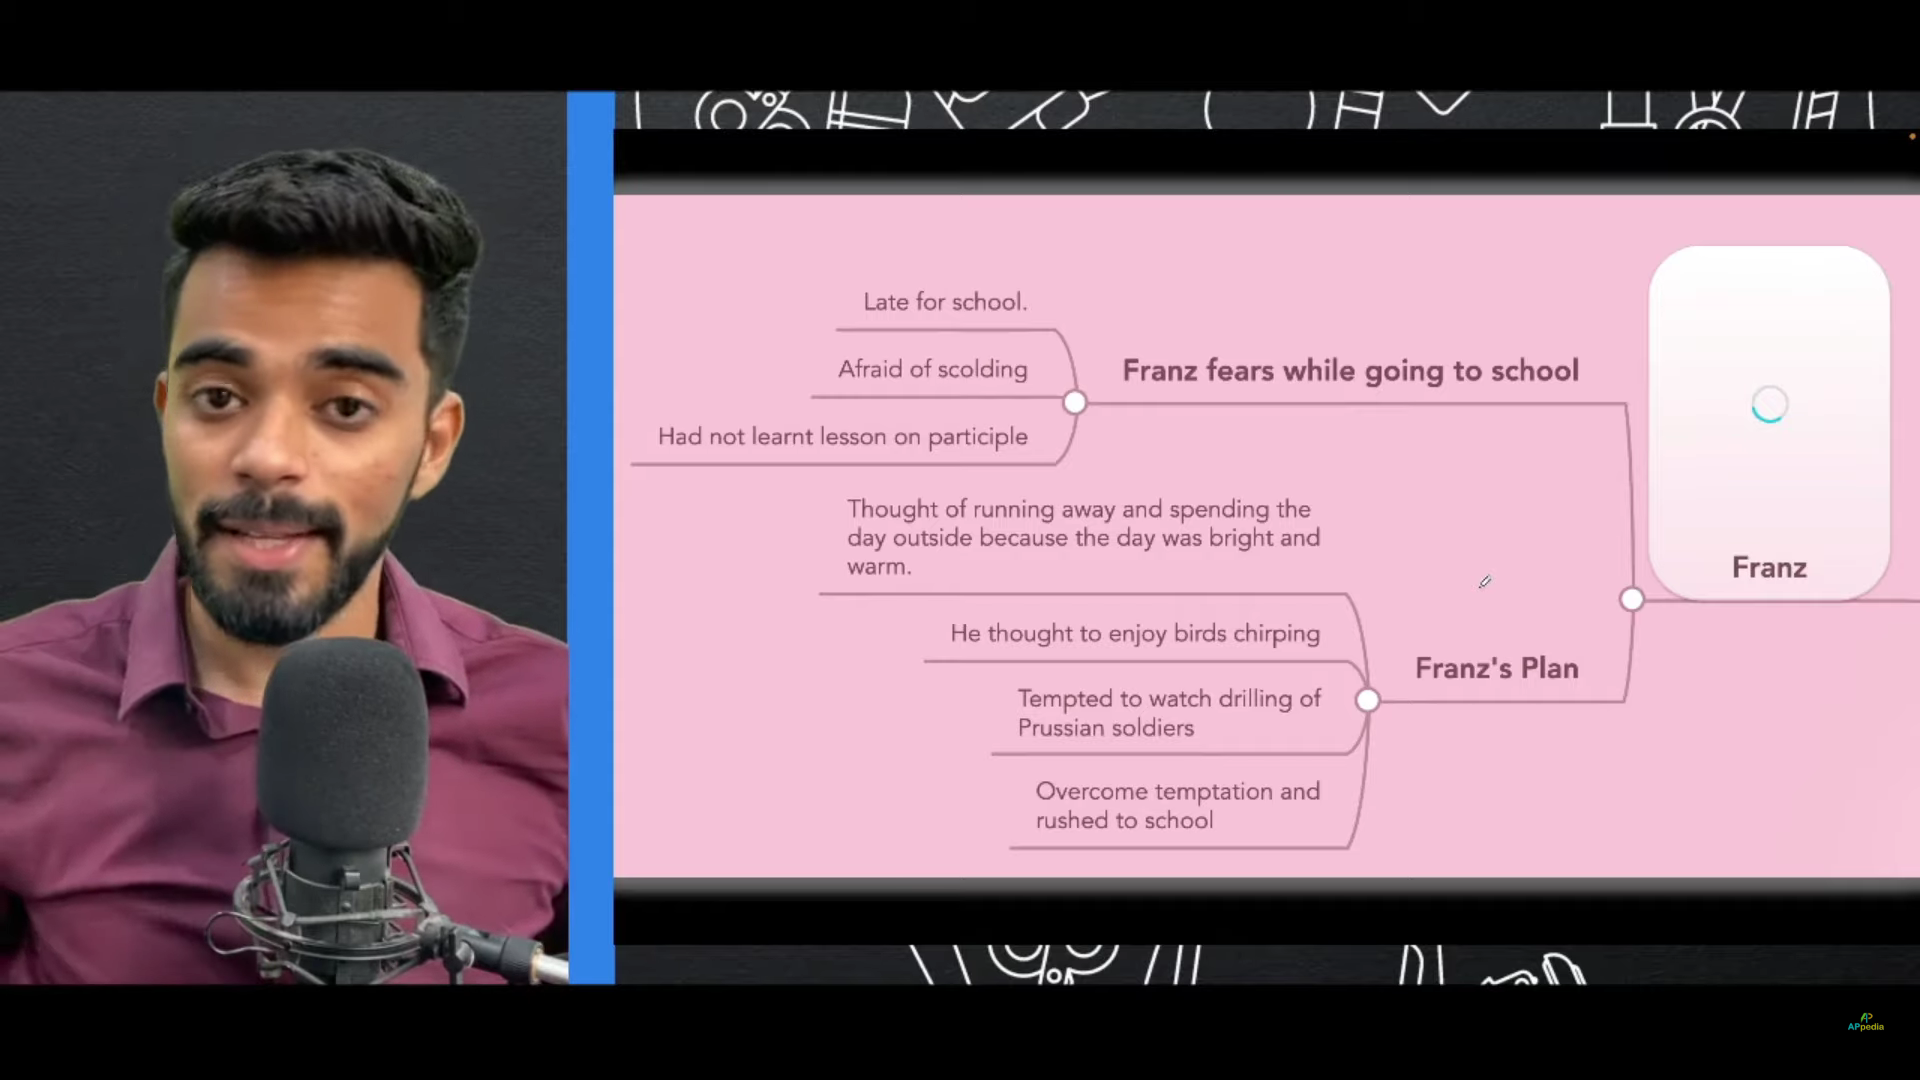 Late for school.
Afraid of scolding
Had not learnt lesson on participle
Franz fears while going to school
Thought of running away and spending the
day outside because the day was bright and
warm.
He thought to enjoy birds chirping
Tempted to watch drilling of
Prussian soldiers
Overcome temptation and
rushed to school
Franz's Plan
Franz
AP
APpedia